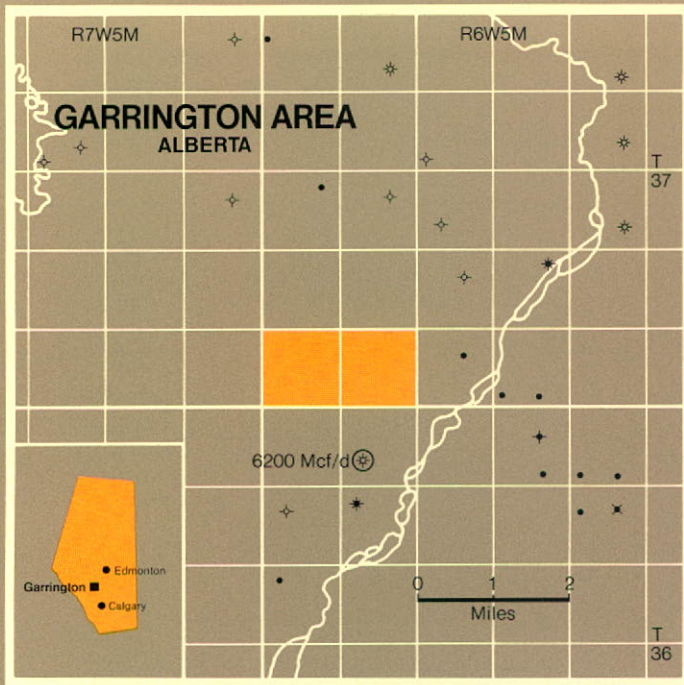 R7W5M
R6W5M
GARRINGTON AREA
ALBERTA
T
37
6200 Mcf/d
Edmonton
Garrington
Calgary
0 1 2
Miles
T
36